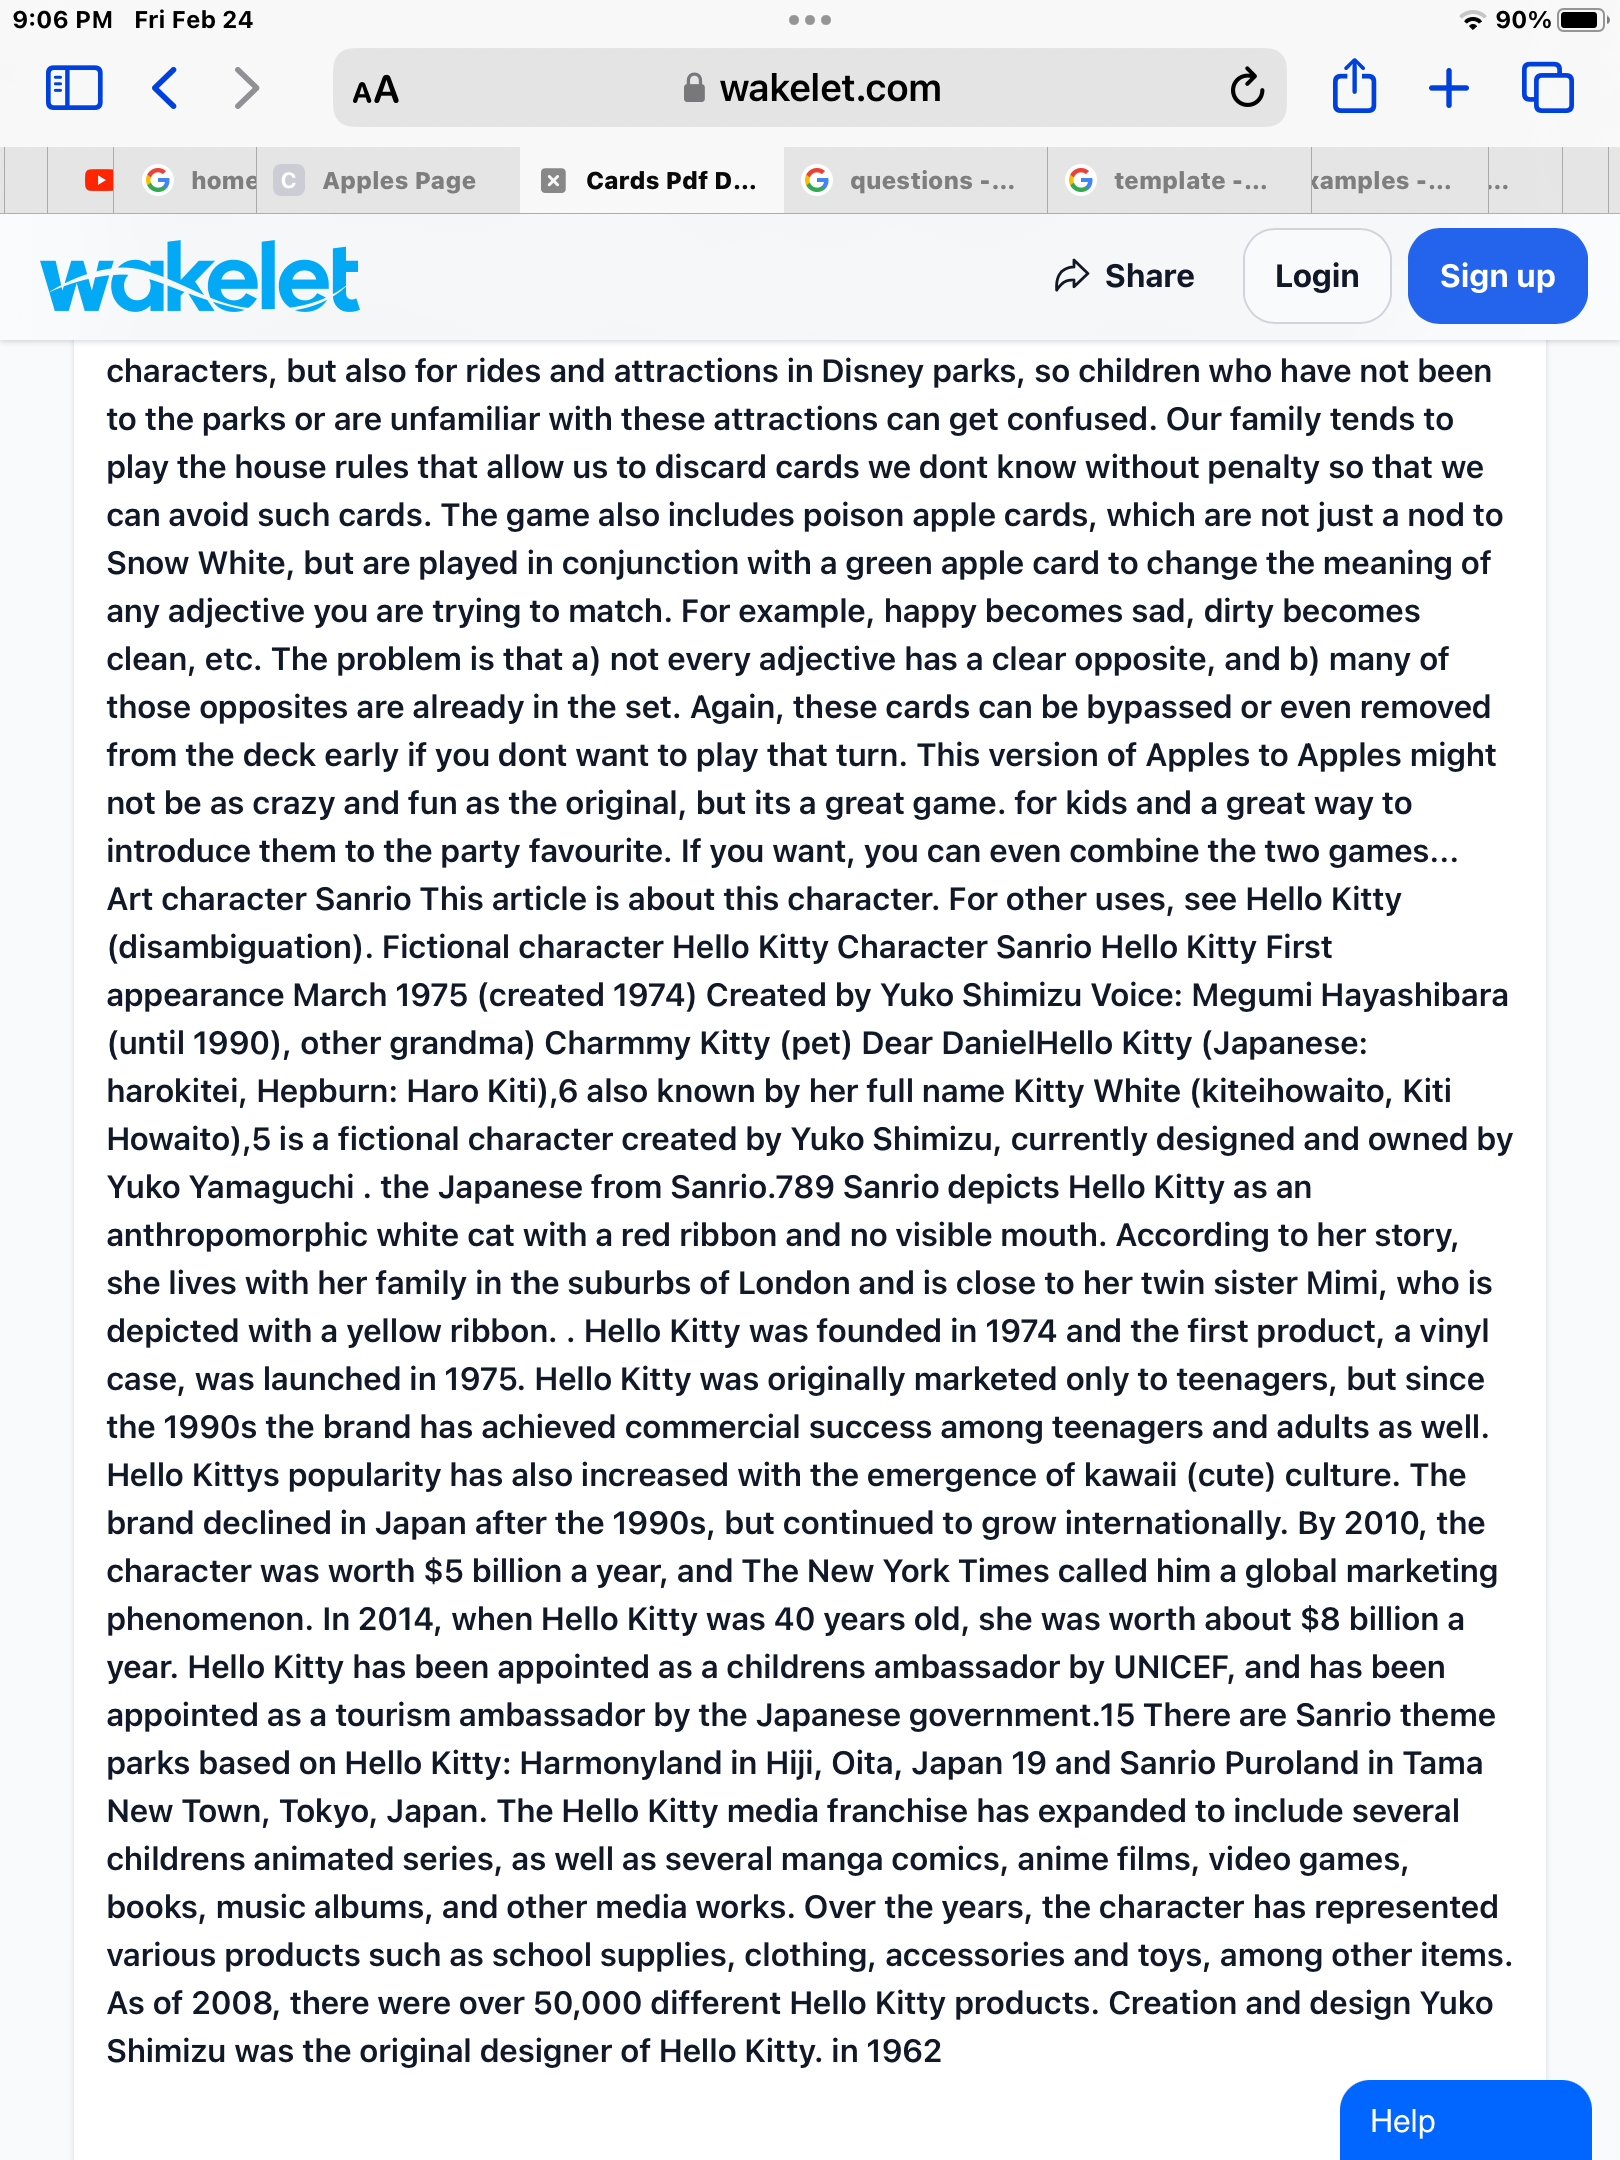 9:06 PM Fri Feb 24
90%
AA wakelet.com
home C Apples Page Cards Pdf D... questions -... template -... xamples -... ...
wakelet Share Login Sign up
characters, but also for rides and attractions in Disney parks, so children who have not been
to the parks or are unfamiliar with these attractions can get confused. Our family tends to
play the house rules that allow us to discard cards we dont know without penalty so that we
can avoid such cards. The game also includes poison apple cards, which are not just a nod to
Snow White, but are played in conjunction with a green apple card to change the meaning of
any adjective you are trying to match. For example, happy becomes sad, dirty becomes
clean, etc. The problem is that a) not every adjective has a clear opposite, and b) many of
those opposites are already in the set. Again, these cards can be bypassed or even removed
from the deck early if you dont want to play that turn. This version of Apples to Apples might
not be as crazy and fun as the original, but its a great game. for kids and a great way to
introduce them to the party favourite. If you want, you can even combine the two games...
Art character Sanrio This article is about this character. For other uses, see Hello Kitty
(disambiguation). Fictional character Hello Kitty Character Sanrio Hello Kitty First
appearance March 1975 (created 1974) Created by Yuko Shimizu Voice: Megumi Hayashibara
(until 1990), other grandma) Charmmy Kitty (pet) Dear DanielHello Kitty (Japanese:
harokitei, Hepburn: Haro Kiti),6 also known by her full name Kitty White (kiteihowaito, Kiti
Howaito),5 is a fictional character created by Yuko Shimizu, currently designed and owned by
Yuko Yamaguchi . the Japanese from Sanrio.789 Sanrio depicts Hello Kitty as an
anthropomorphic white cat with a red ribbon and no visible mouth. According to her story,
she lives with her family in the suburbs of London and is close to her twin sister Mimi, who is
depicted with a yellow ribbon. . Hello Kitty was founded in 1974 and the first product, a vinyl
case, was launched in 1975. Hello Kitty was originally marketed only to teenagers, but since
the 1990s the brand has achieved commercial success among teenagers and adults as well.
Hello Kittys popularity has also increased with the emergence of kawaii (cute) culture. The
brand declined in Japan after the 1990s, but continued to grow internationally. By 2010, the
character was worth $5 billion a year, and The New York Times called him a global marketing
phenomenon. In 2014, when Hello Kitty was 40 years old, she was worth about $8 billion a
year. Hello Kitty has been appointed as a childrens ambassador by UNICEF, and has been
appointed as a tourism ambassador by the Japanese government.15 There are Sanrio theme
parks based on Hello Kitty: Harmonyland in Hiji, Oita, Japan 19 and Sanrio Puroland in Tama
New Town, Tokyo, Japan. The Hello Kitty media franchise has expanded to include several
childrens animated series, as well as several manga comics, anime films, video games,
books, music albums, and other media works. Over the years, the character has represented
various products such as school supplies, clothing, accessories and toys, among other items.
As of 2008, there were over 50,000 different Hello Kitty products. Creation and design Yuko
Shimizu was the original designer of Hello Kitty. in 1962
Help